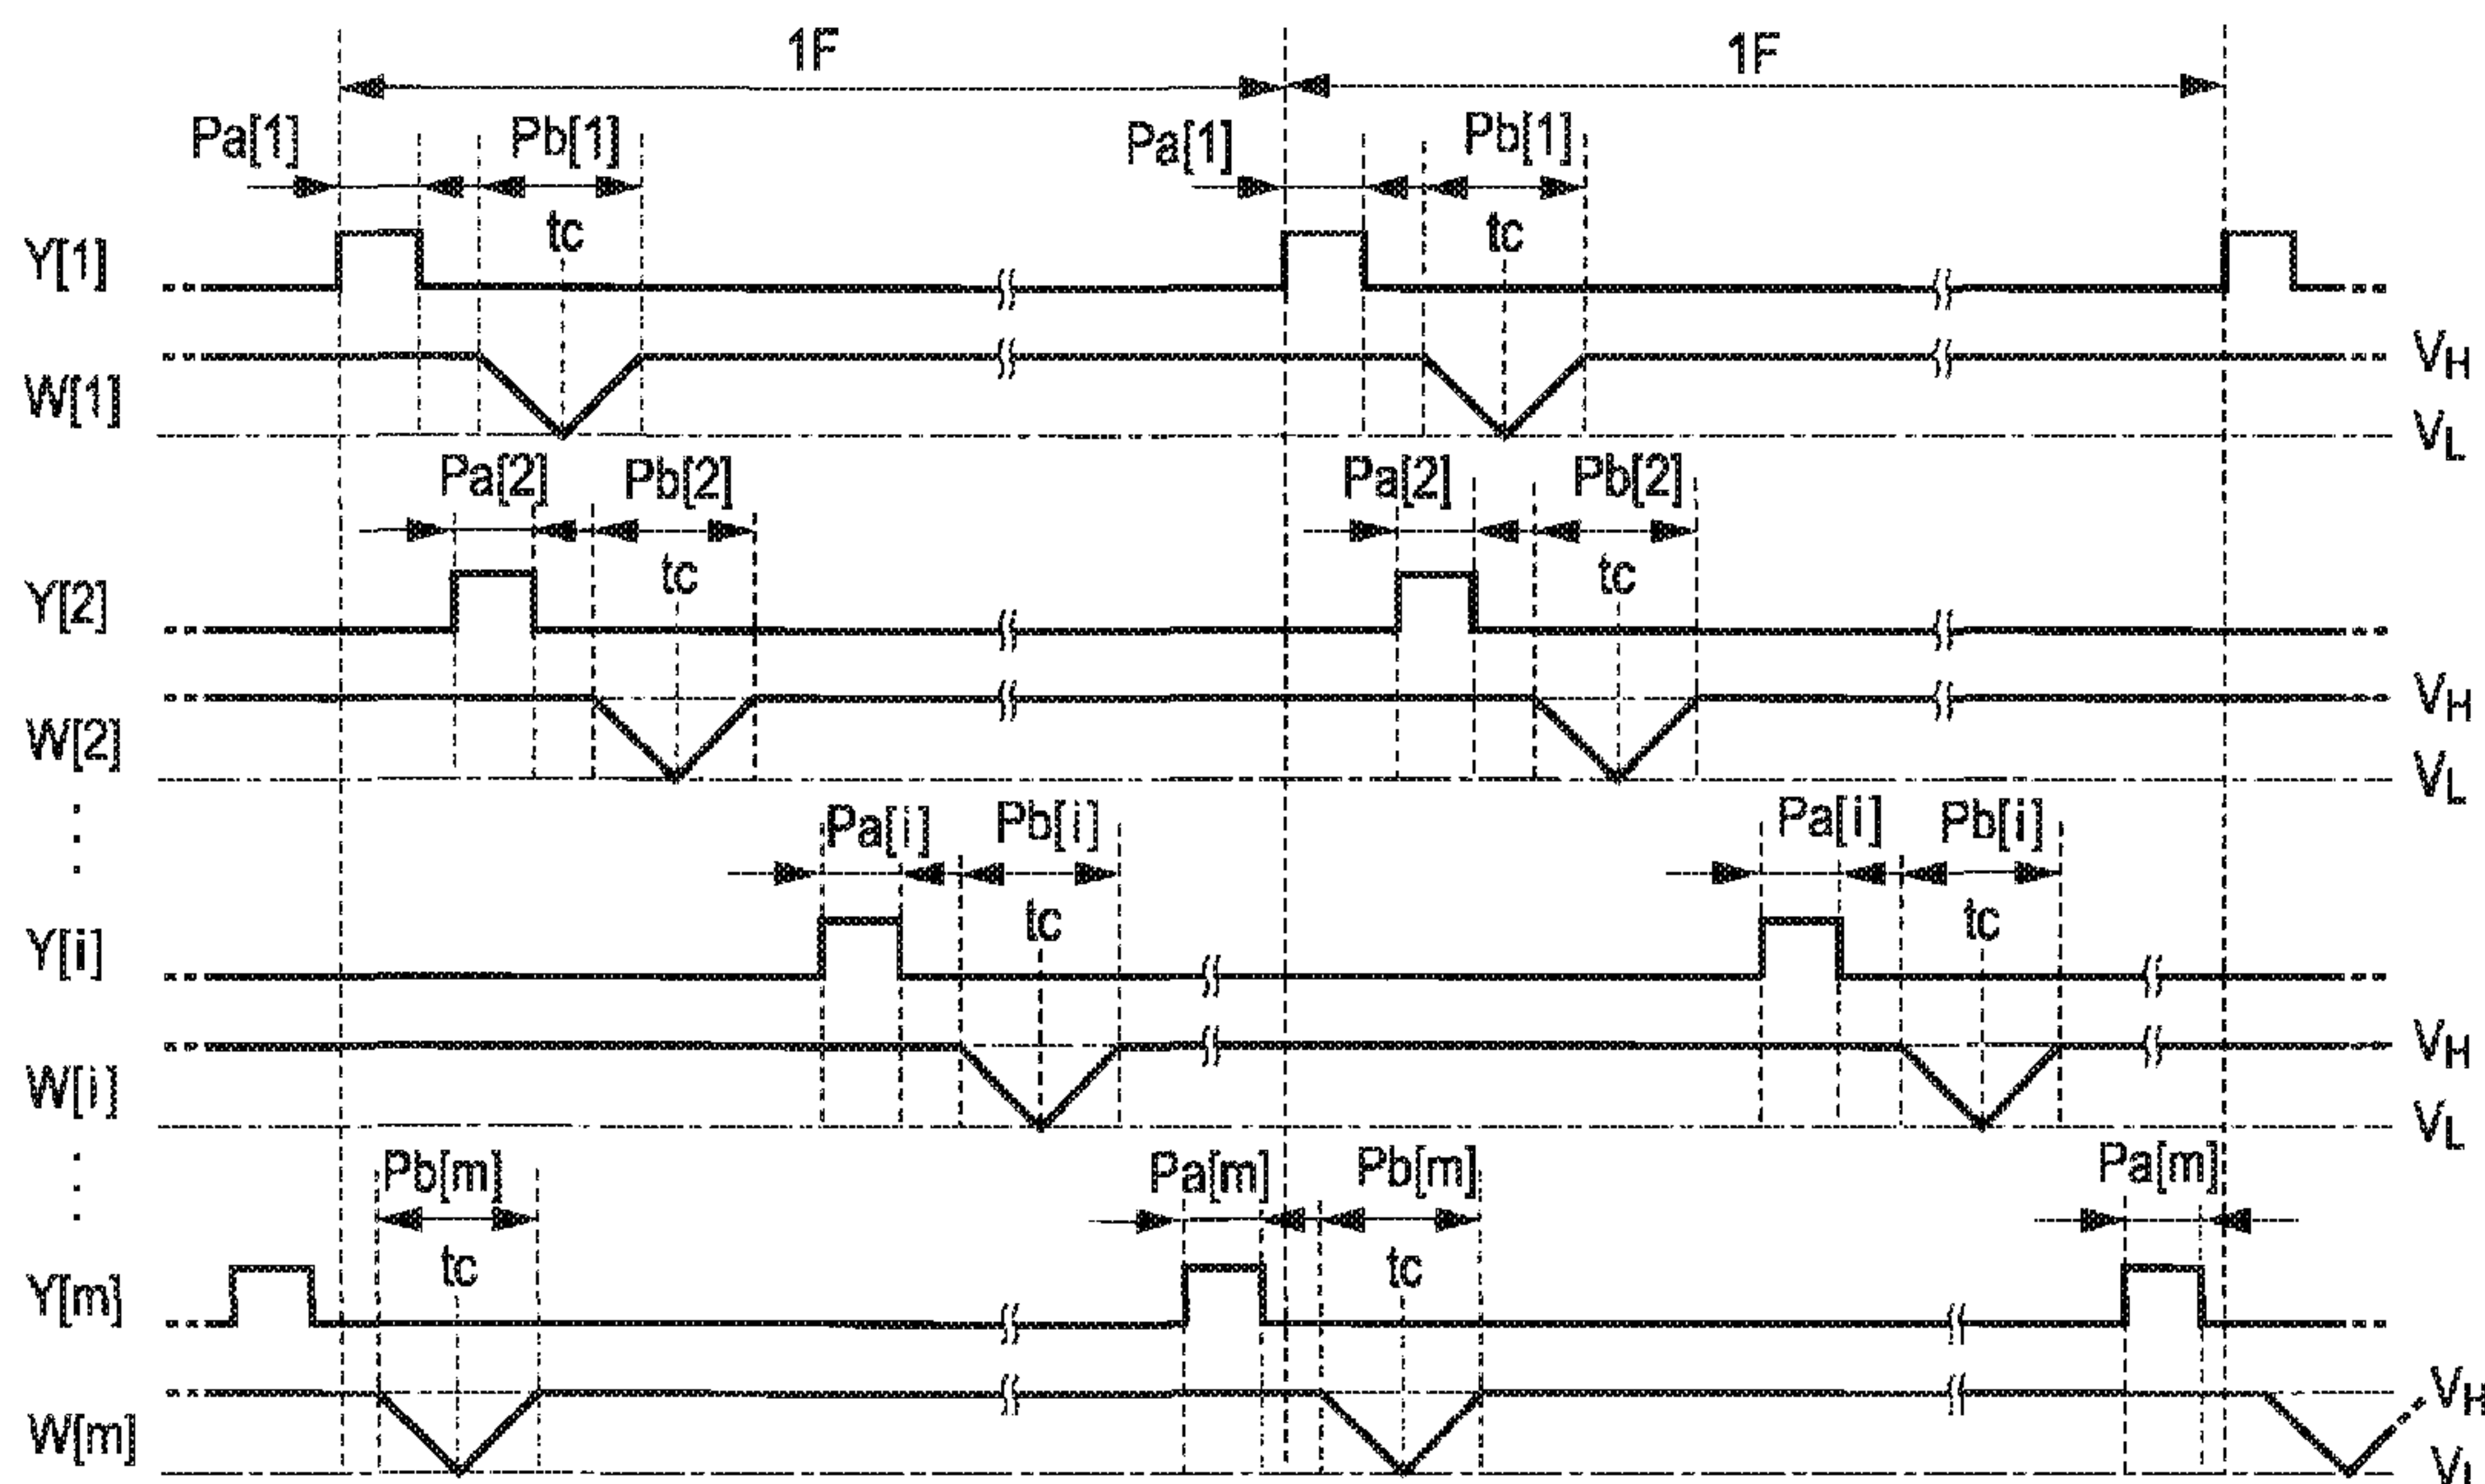 1F 1F
Pa[1] Pb[1] Pa[1] Pb[1]
tc tc
Y[1]
VH
W[1]
VL
Pa[2] Pb[2] Pa[2] Pb[2]
tc tc
Y[2]
VH
W[2]
VL
Pa[i] Pb[i] Pa[i] Pb[i]
tc tc
Y[i]
VH
W[i]
VL
Pb[m] Pa[m] Pb[m] Pa[m]
tc tc
Y[m]
VH
W[m]
VL